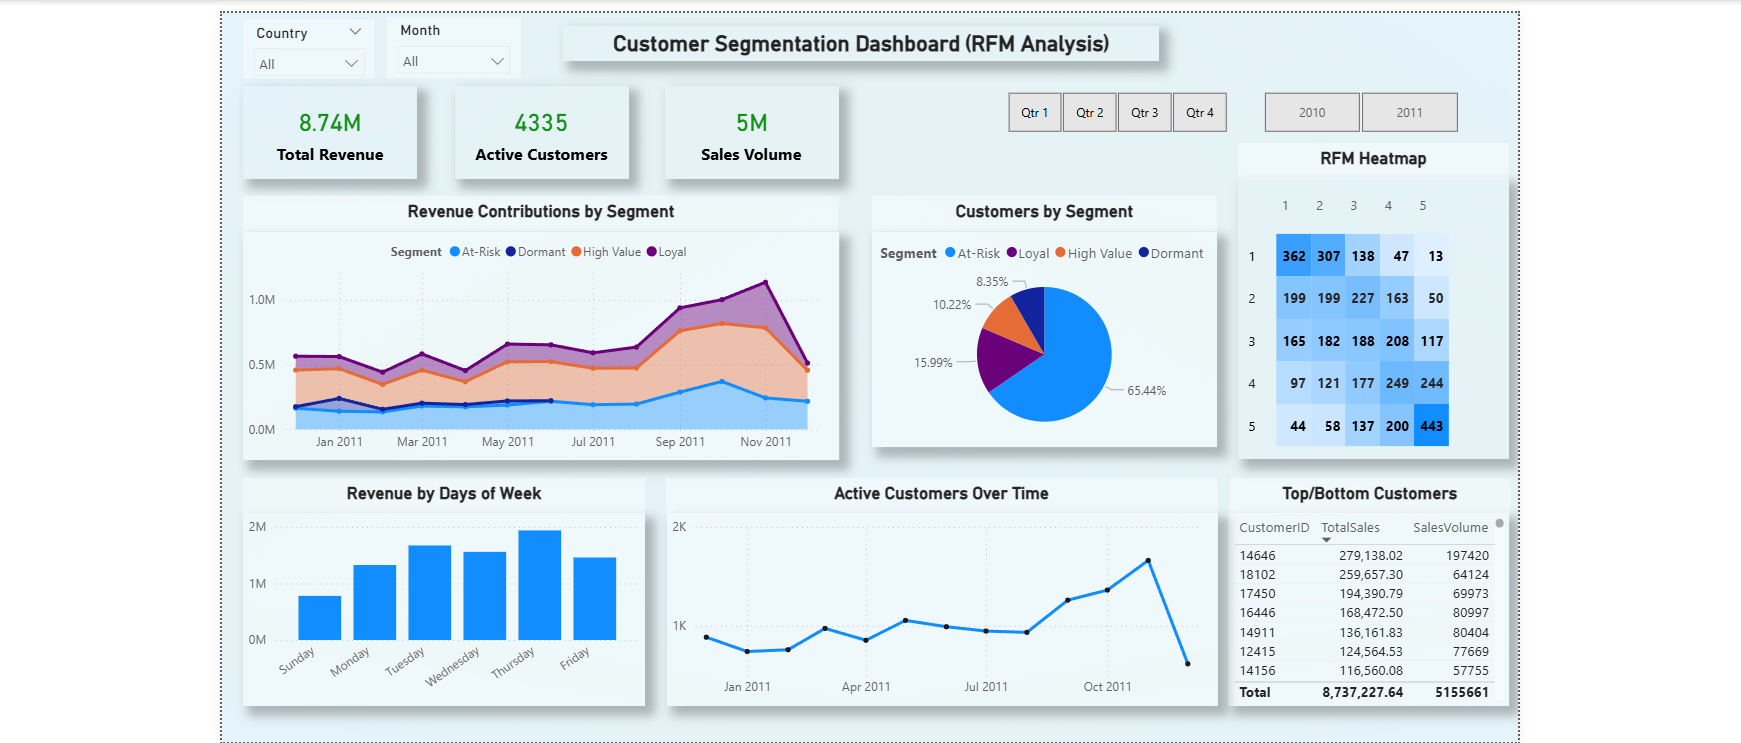 Country
Month
Customer Segmentation Dashboard (RFM Analysis)
All
All
8.74M
Total Revenue
4335
Active Customers
5M
Sales Volume
Qtr 1
Qtr 2
Qtr 3
Qtr 4
2010
2011
Revenue Contributions by Segment
Segment At-Risk Dormant High Value Loyal
1.0M
0.5M
0.0M
Jan 2011 Mar 2011 May 2011 Jul 2011 Sep 2011 Nov 2011
Customers by Segment
Segment At-Risk Loyal High Value Dormant
8.35%
10.22%
15.99%
65.44%
RFM Heatmap
1 2 3 4 5
1 362 307 138 47 13
2 199 199 227 163 50
3 165 182 188 208 117
4 97 121 177 249 244
5 44 58 137 200 443
Revenue by Days of Week
2M
1M
0M
Sunday Monday Tuesday Wednesday Thursday Friday
Active Customers Over Time
2K
1K
Jan 2011 Apr 2011 Jul 2011 Oct 2011
Top/Bottom Customers
CustomerID TotalSales SalesVolume
14646 279,138.02 197420
18102 259,657.30 64124
17450 194,390.79 69973
16446 168,472.50 80997
14911 136,161.83 80404
12415 124,564.53 77669
14156 116,560.08 57755
Total 8,737,227.64 5155661